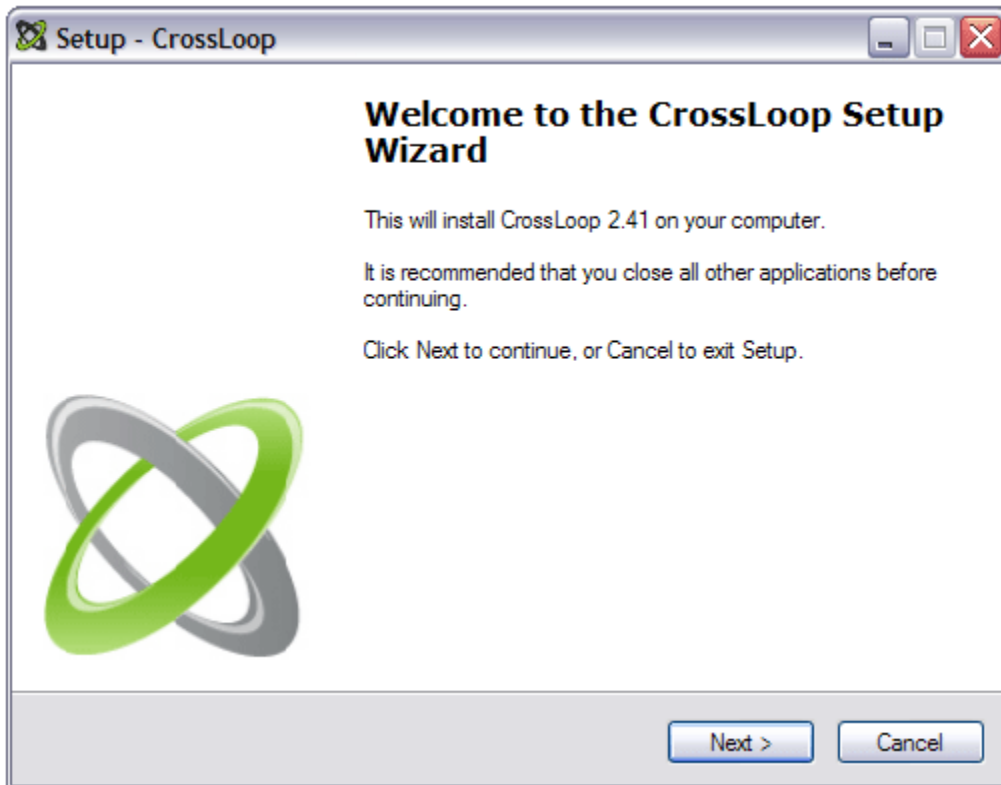 Setup - CrossLoop
Welcome to the CrossLoop Setup
Wizard
This will install CrossLoop 2.41 on your computer.
It is recommended that you close all other applications before
continuing.
Click Next to continue, or Cancel to exit Setup.
Next >
Cancel